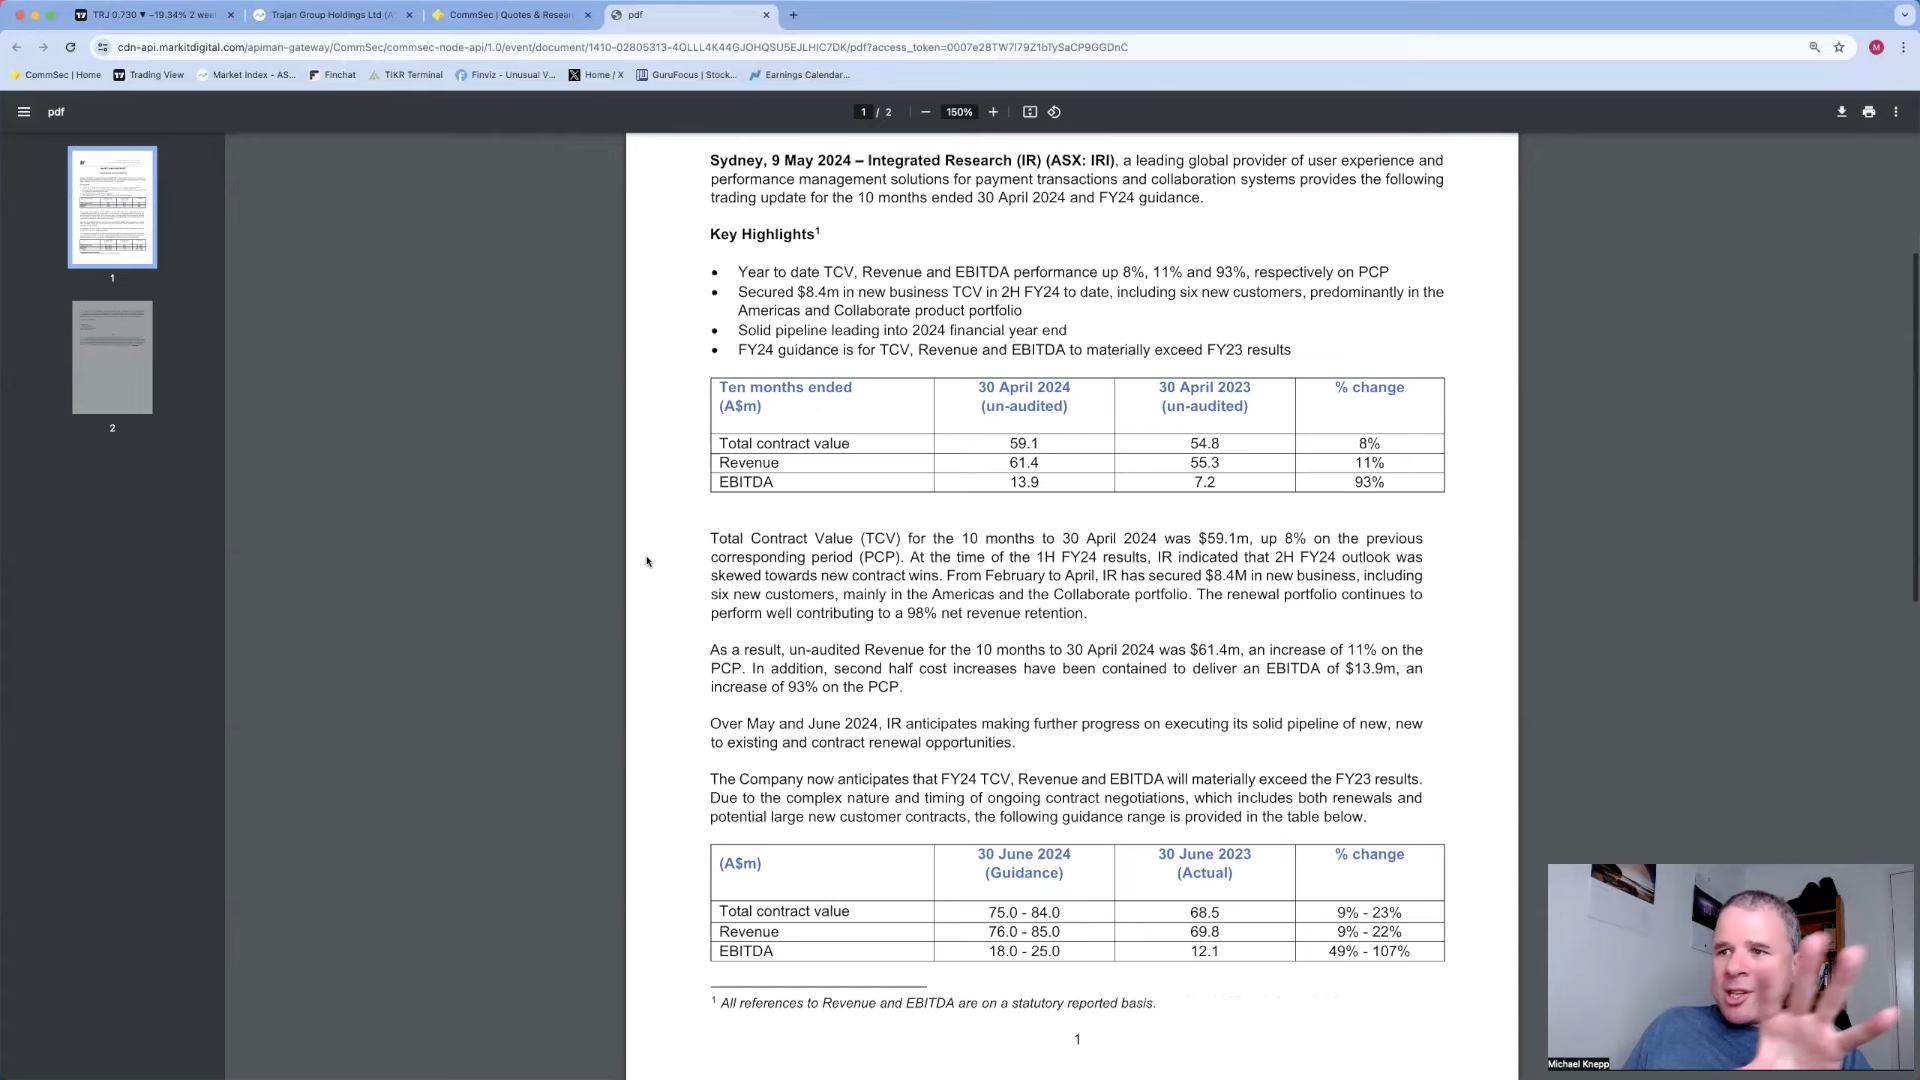 TRJ 0.730 ▼ −19.34% 2 wee
Trajan Group Holdings Ltd (A
CommSec | Quotes & Resear
pdf
cdn-api.markitdigital.com/apiman-gateway/CommSec/commsec-node-api/1.0/event/document/1410-02805313-4OLLL4K44GJOHQSU5EJLHIC7DK/pdf?access_token=0007e28TW7l79Z1bTySaCP9GGDnC
M
CommSec | Home
Trading View
Market Index - AS...
Finchat
TIKR Terminal
Finviz - Unusual V...
Home / X
GuruFocus | Stock...
Earnings Calendar...
pdf
1 / 2
150%
1
2
Sydney, 9 May 2024 – Integrated Research (IR) (ASX: IRI), a leading global provider of user experience and
performance management solutions for payment transactions and collaboration systems provides the following
trading update for the 10 months ended 30 April 2024 and FY24 guidance.
Key Highlights1
• Year to date TCV, Revenue and EBITDA performance up 8%, 11% and 93%, respectively on PCP
• Secured $8.4m in new business TCV in 2H FY24 to date, including six new customers, predominantly in the
Americas and Collaborate product portfolio
• Solid pipeline leading into 2024 financial year end
• FY24 guidance is for TCV, Revenue and EBITDA to materially exceed FY23 results
Ten months ended 30 April 2024 30 April 2023 % change
(A$m) (un-audited) (un-audited)
Total contract value 59.1 54.8 8%
Revenue 61.4 55.3 11%
EBITDA 13.9 7.2 93%
Total Contract Value (TCV) for the 10 months to 30 April 2024 was $59.1m, up 8% on the previous
corresponding period (PCP). At the time of the 1H FY24 results, IR indicated that 2H FY24 outlook was
skewed towards new contract wins. From February to April, IR has secured $8.4M in new business, including
six new customers, mainly in the Americas and the Collaborate portfolio. The renewal portfolio continues to
perform well contributing to a 98% net revenue retention.
As a result, un-audited Revenue for the 10 months to 30 April 2024 was $61.4m, an increase of 11% on the
PCP. In addition, second half cost increases have been contained to deliver an EBITDA of $13.9m, an
increase of 93% on the PCP.
Over May and June 2024, IR anticipates making further progress on executing its solid pipeline of new, new
to existing and contract renewal opportunities.
The Company now anticipates that FY24 TCV, Revenue and EBITDA will materially exceed the FY23 results.
Due to the complex nature and timing of ongoing contract negotiations, which includes both renewals and
potential large new customer contracts, the following guidance range is provided in the table below.
(A$m) 30 June 2024 30 June 2023 % change
(Guidance) (Actual)
Total contract value 75.0 - 84.0 68.5 9% - 23%
Revenue 76.0 - 85.0 69.8 9% - 22%
EBITDA 18.0 - 25.0 12.1 49% - 107%
1 All references to Revenue and EBITDA are on a statutory reported basis.
1
Michael Knepp